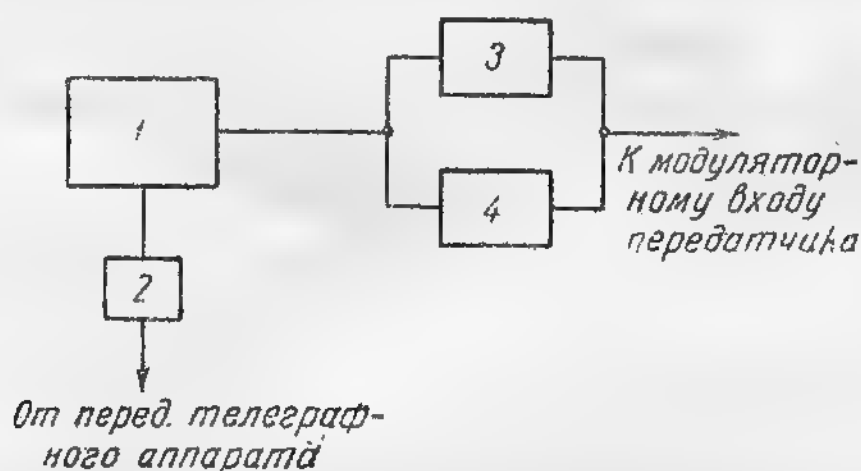 1
2
3
4
К модулятор-
ному входу
передатчика
От перед. телеграф-
ного аппарата